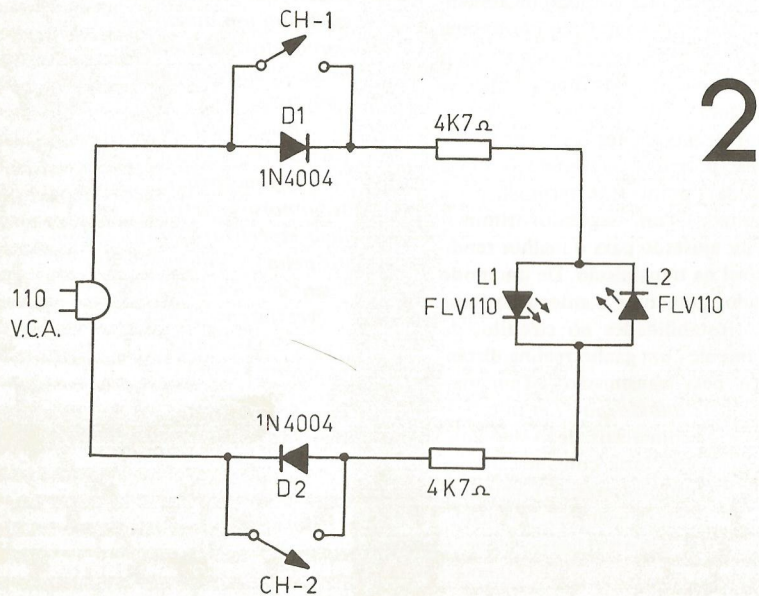 CH-1
2
D1
4K7Ω
1N4004
L1
L2
110
FLV110
FLV110
V.C.A.
1N4004
D2
4K7Ω
CH-2